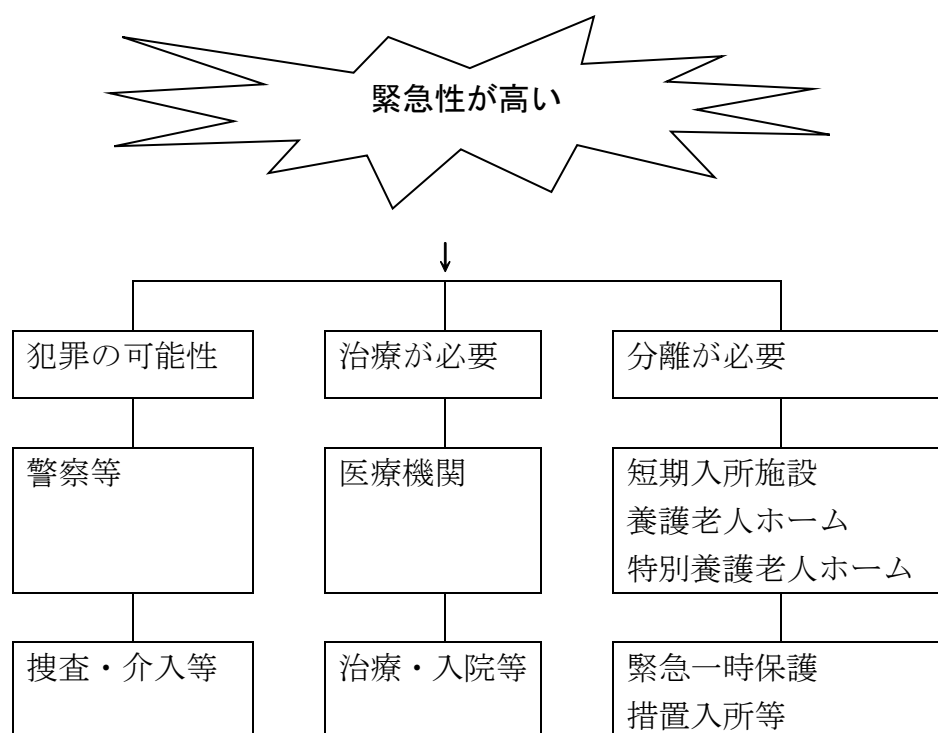 緊急性が高い
犯罪の可能性
治療が必要
分離が必要
警察等
医療機関
短期入所施設
養護老人ホーム
特別養護老人ホーム
捜査・介入等
治療・入院等
緊急一時保護
措置入所等